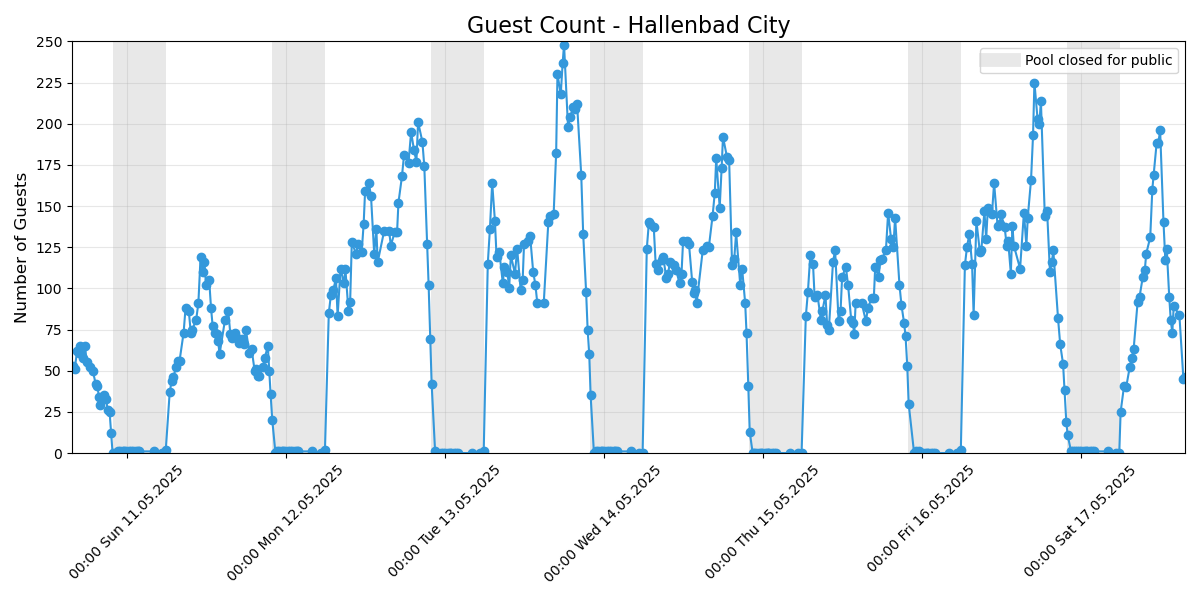 Guest Count - Hallenbad City
Pool closed for public
Number of Guests
250
225
200
175
150
125
100
75
50
25
0
00:00 Sun 11.05.2025
00:00 Mon 12.05.2025
00:00 Tue 13.05.2025
00:00 Wed 14.05.2025
00:00 Thu 15.05.2025
00:00 Fri 16.05.2025
00:00 Sat 17.05.2025